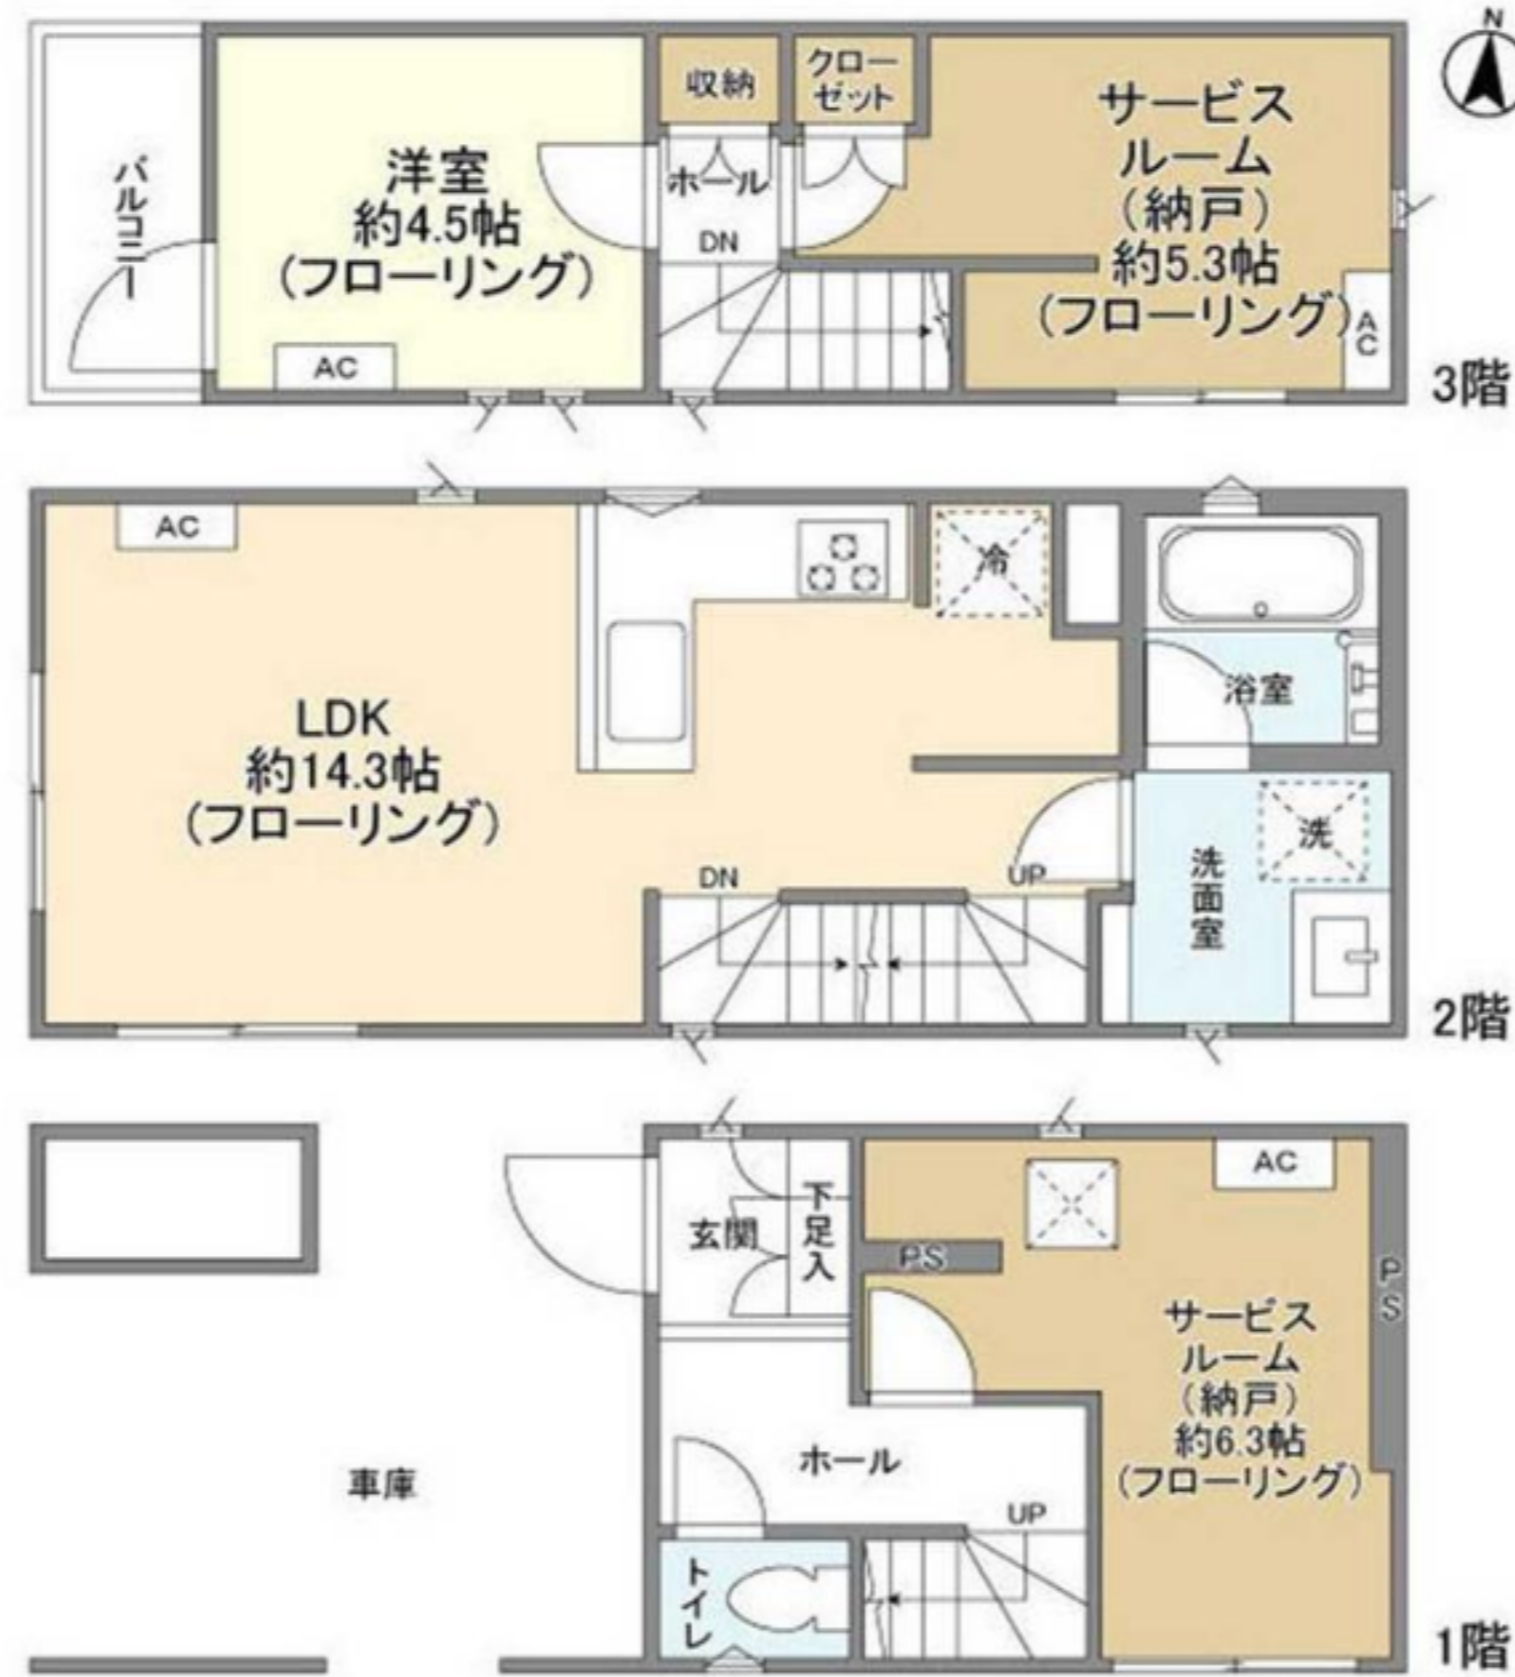 N
バルコニー
洋室
約4.5帖
(フローリング)
AC
収納
ホール
DN
クロー
ゼット
サービス
ルーム
(納戸)
約5.3帖
(フローリング)
AC
3階
AC
LDK
約14.3帖
(フローリング)
冷
浴室
DN
UP
洗
洗面室
2階
玄関
下足入
PS
AC
PS
サービス
ルーム
(納戸)
約6.3帖
(フローリング)
車庫
ホール
UP
トイレ
1階